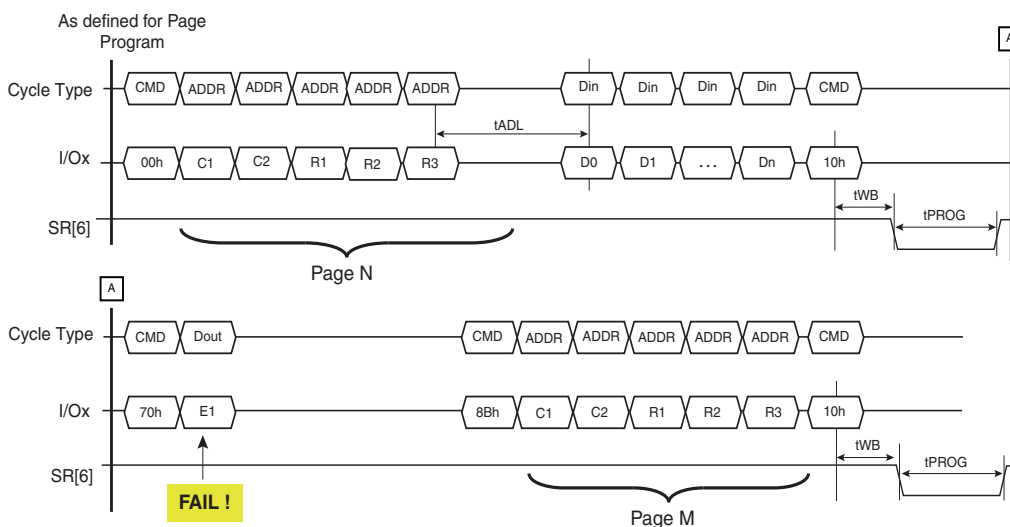 As defined for Page
Program
A
Cycle Type CMD ADDR ADDR ADDR ADDR ADDR Din Din Din Din CMD
tADL
I/Ox 00h C1 C2 R1 R2 R3 D0 D1 ... Dn 10h
tWB
tPROG
SR[6]
Page N
A
Cycle Type CMD Dout CMD ADDR ADDR ADDR ADDR ADDR CMD
I/Ox 70h E1 8Bh C1 C2 R1 R2 R3 10h
tWB
tPROG
SR[6]
FAIL !
Page M